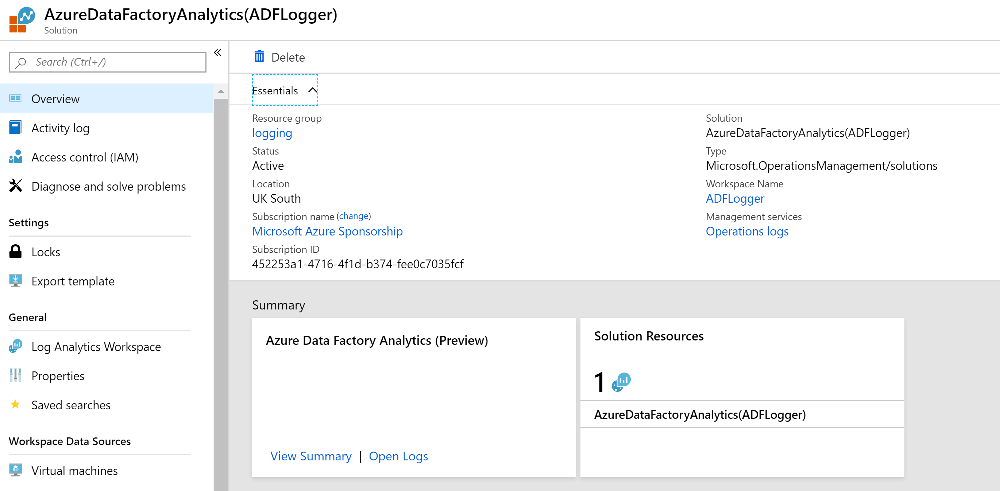 AzureDataFactoryAnalytics(ADFLogger)
Solution
Search (Ctrl+/)
Overview
Activity log
Access control (IAM)
Diagnose and solve problems
Settings
Locks
Export template
General
Log Analytics Workspace
Properties
Saved searches
Workspace Data Sources
Virtual machines
Delete
Essentials
Resource group
logging
Status
Active
Location
UK South
Subscription name (change)
Microsoft Azure Sponsorship
Subscription ID
452253a1-4716-4f1d-b374-fee0c7035fcf
Solution
AzureDataFactoryAnalytics(ADFLogger)
Type
Microsoft.OperationsManagement/solutions
Workspace Name
ADFLogger
Management services
Operations logs
Summary
Azure Data Factory Analytics (Preview)
View Summary | Open Logs
Solution Resources
1
AzureDataFactoryAnalytics(ADFLogger)